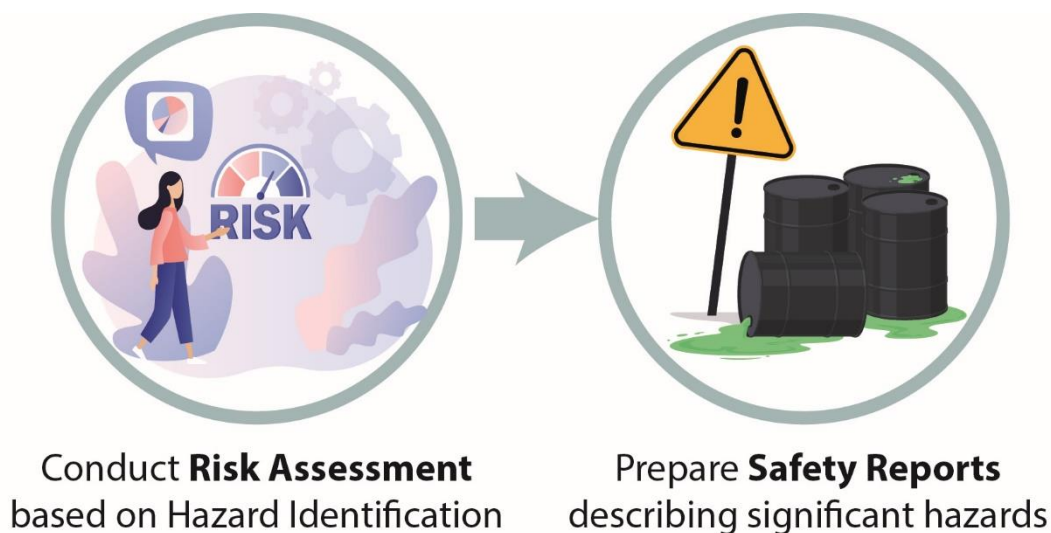 RISK
!
Conduct Risk Assessment
based on Hazard Identification
Prepare Safety Reports
describing significant hazards